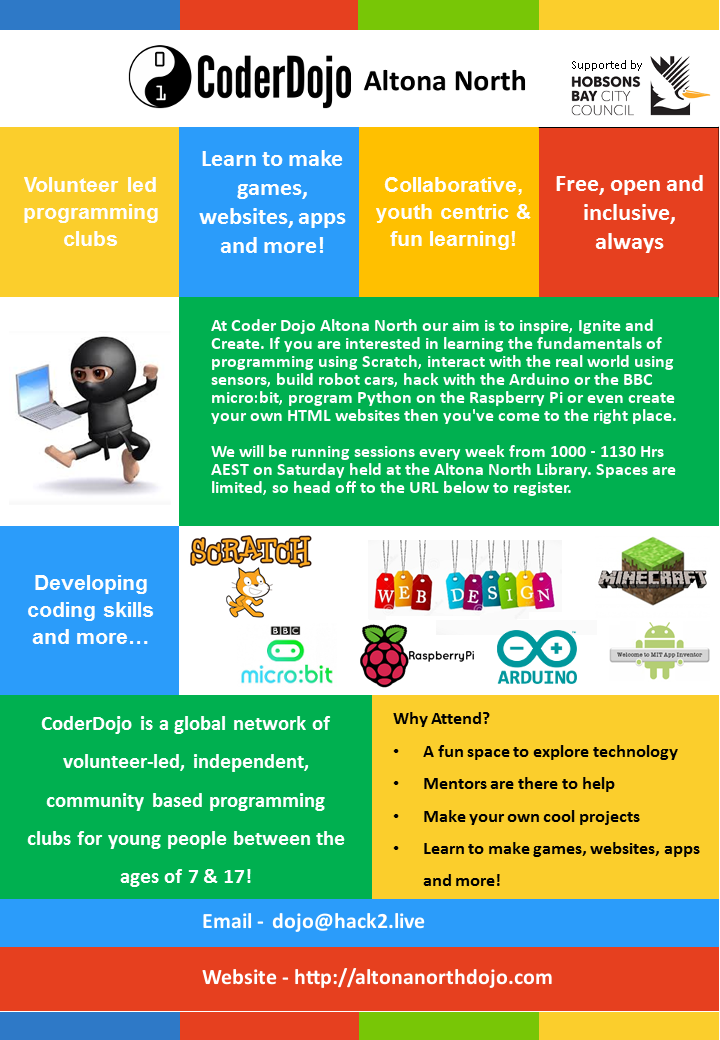 CoderDojo Altona North
Supported by
HOBSONS
BAY CITY
COUNCIL
Volunteer led
programming
clubs
Learn to make
games,
websites, apps
and more!
Collaborative,
youth centric &
fun learning!
Free, open and
inclusive,
always
At Coder Dojo Altona North our aim is to inspire, Ignite and
Create. If you are interested in learning the fundamentals of
programming using Scratch, interact with the real world using
sensors, build robot cars, hack with the Arduino or the BBC
micro:bit, program Python on the Raspberry Pi or even create
your own HTML websites then you've come to the right place.
We will be running sessions every week from 1000 - 1130 Hrs
AEST on Saturday held at the Altona North Library. Spaces are
limited, so head off to the URL below to register.
Developing
coding skills
and more...
SCRATCH
WEB DESIGN
MINECRAFT
BBC
micro:bit
RaspberryPi
ARDUINO
Welcome to MIT App Inventor
CoderDojo is a global network of
volunteer-led, independent,
community based programming
clubs for young people between the
ages of 7 & 17!
Why Attend?
• A fun space to explore technology
• Mentors are there to help
• Make your own cool projects
• Learn to make games, websites, apps
and more!
Email - dojo@hack2.live
Website - http://altonanorthdojo.com